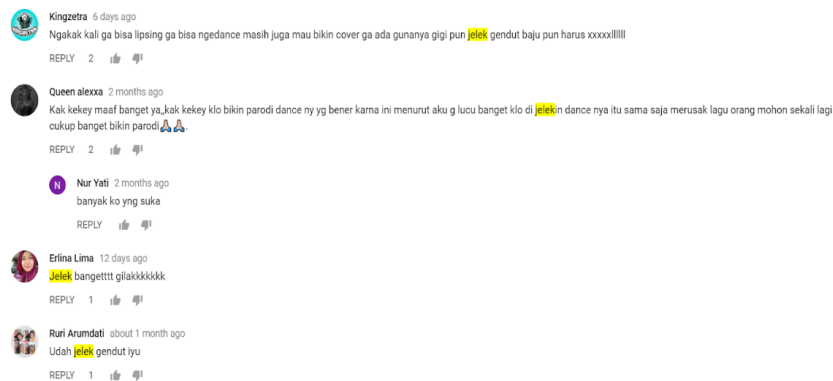 Kingzetra 6 days ago
Ngakak kali ga bisa lipsing ga bisa ngedance masih juga mau bikin cover ga ada gunanya gigi pun jelek gendut baju pun harus xxxxxllllll
REPLY 2
Queen alexxa 2 months ago
Kak kekey maaf banget ya,,kak kekey klo bikin parodi dance ny yg bener karna ini menurut aku g lucu banget klo di jelekin dance nya itu sama saja merusak lagu orang mohon sekali lagi
cukup banget bikin parodi🙏🙏.
REPLY 2
N Nur Yati 2 months ago
banyak ko yng suka
REPLY
Erlina Lima 12 days ago
Jelek bangetttt gilakkkkkkk
REPLY 1
Ruri Arumdati about 1 month ago
Udah jelek gendut iyu
REPLY 1